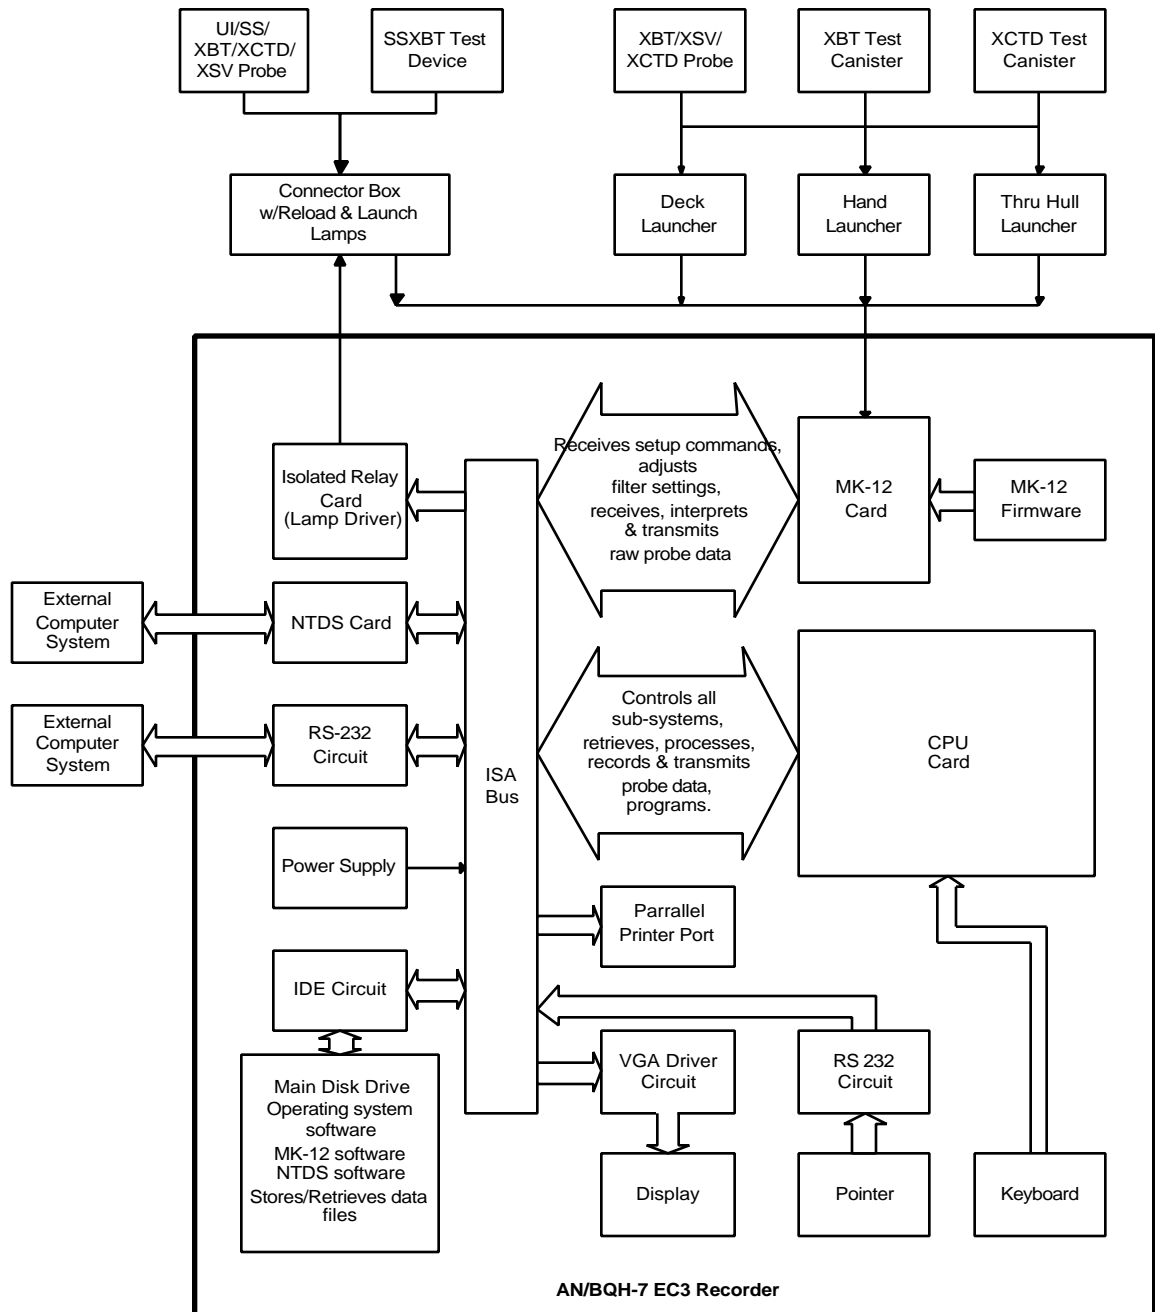 UI/SS/
XBT/XCTD/
XSV Probe
SSXBT Test
Device
XBT/XSV/
XCTD Probe
XBT Test
Canister
XCTD Test
Canister
Connector Box
w/Reload & Launch
Lamps
Deck
Launcher
Hand
Launcher
Thru Hull
Launcher
Isolated Relay
Card
(Lamp Driver)
Receives setup commands,
adjusts
filter settings,
receives, interprets
& transmits
raw probe data
MK-12
Card
MK-12
Firmware
External
Computer
System
NTDS Card
External
Computer
System
RS-232
Circuit
ISA
Bus
Controls all
sub-systems,
retrieves, processes,
records & transmits
probe data,
programs.
CPU
Card
Power Supply
Parrallel
Printer Port
IDE Circuit
VGA Driver
Circuit
RS 232
Circuit
Main Disk Drive
Operating system
software
MK-12 software
NTDS software
Stores/Retrieves data
files
Display
Pointer
Keyboard
AN/BQH-7 EC3 Recorder